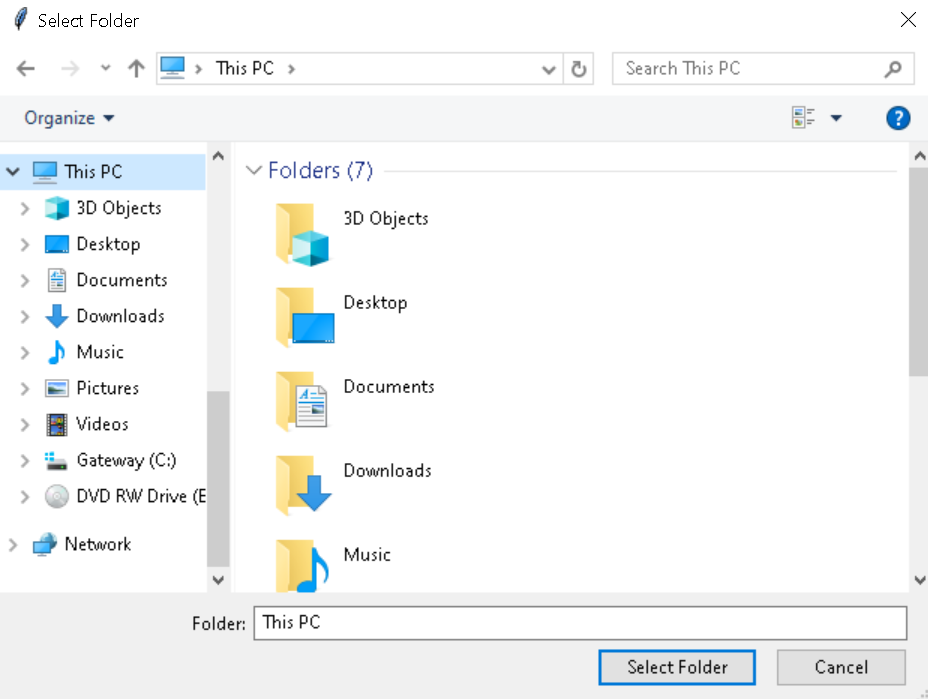 Select Folder
This PC
Search This PC
Organize
?
This PC
3D Objects
Desktop
Documents
Downloads
Music
Pictures
Videos
Gateway (C:)
DVD RW Drive (E
Network
Folders (7)
3D Objects
Desktop
Documents
Downloads
Music
Folder: This PC
Select Folder Cancel